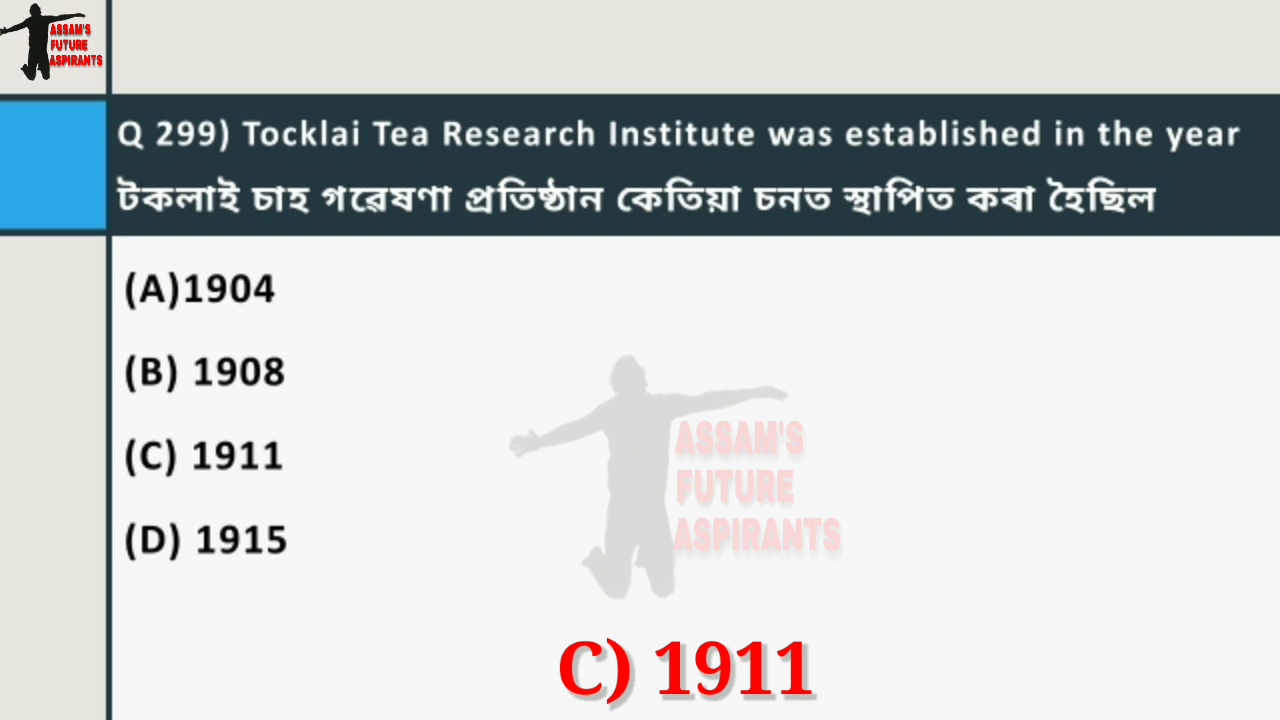 ASSAM'S
FUTURE
ASPIRANTS
Q 299) Tocklai Tea Research Institute was established in the year
টকলাই চাহ গৱেষণা প্ৰতিষ্ঠান কেতিয়া চনত স্থাপিত কৰা হৈছিল
(A)1904
(B) 1908
(C) 1911
(D) 1915
ASSAM'S
FUTURE
ASPIRANTS
C) 1911